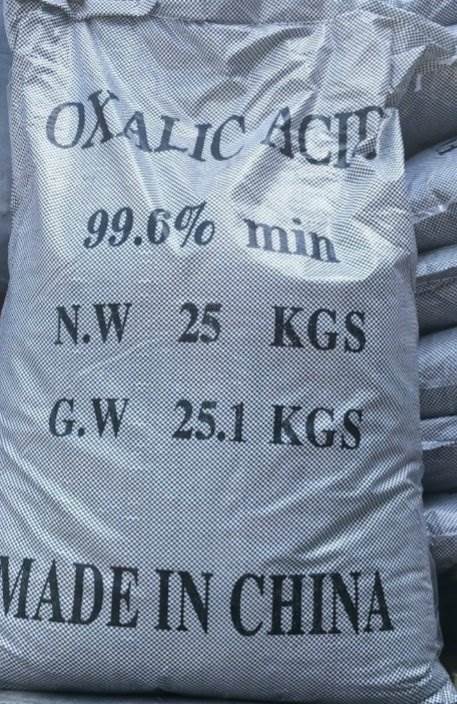 OXALIC ACID
99.6% min
N.W 25 KGS
G.W 25.1 KGS
MADE IN CHINA